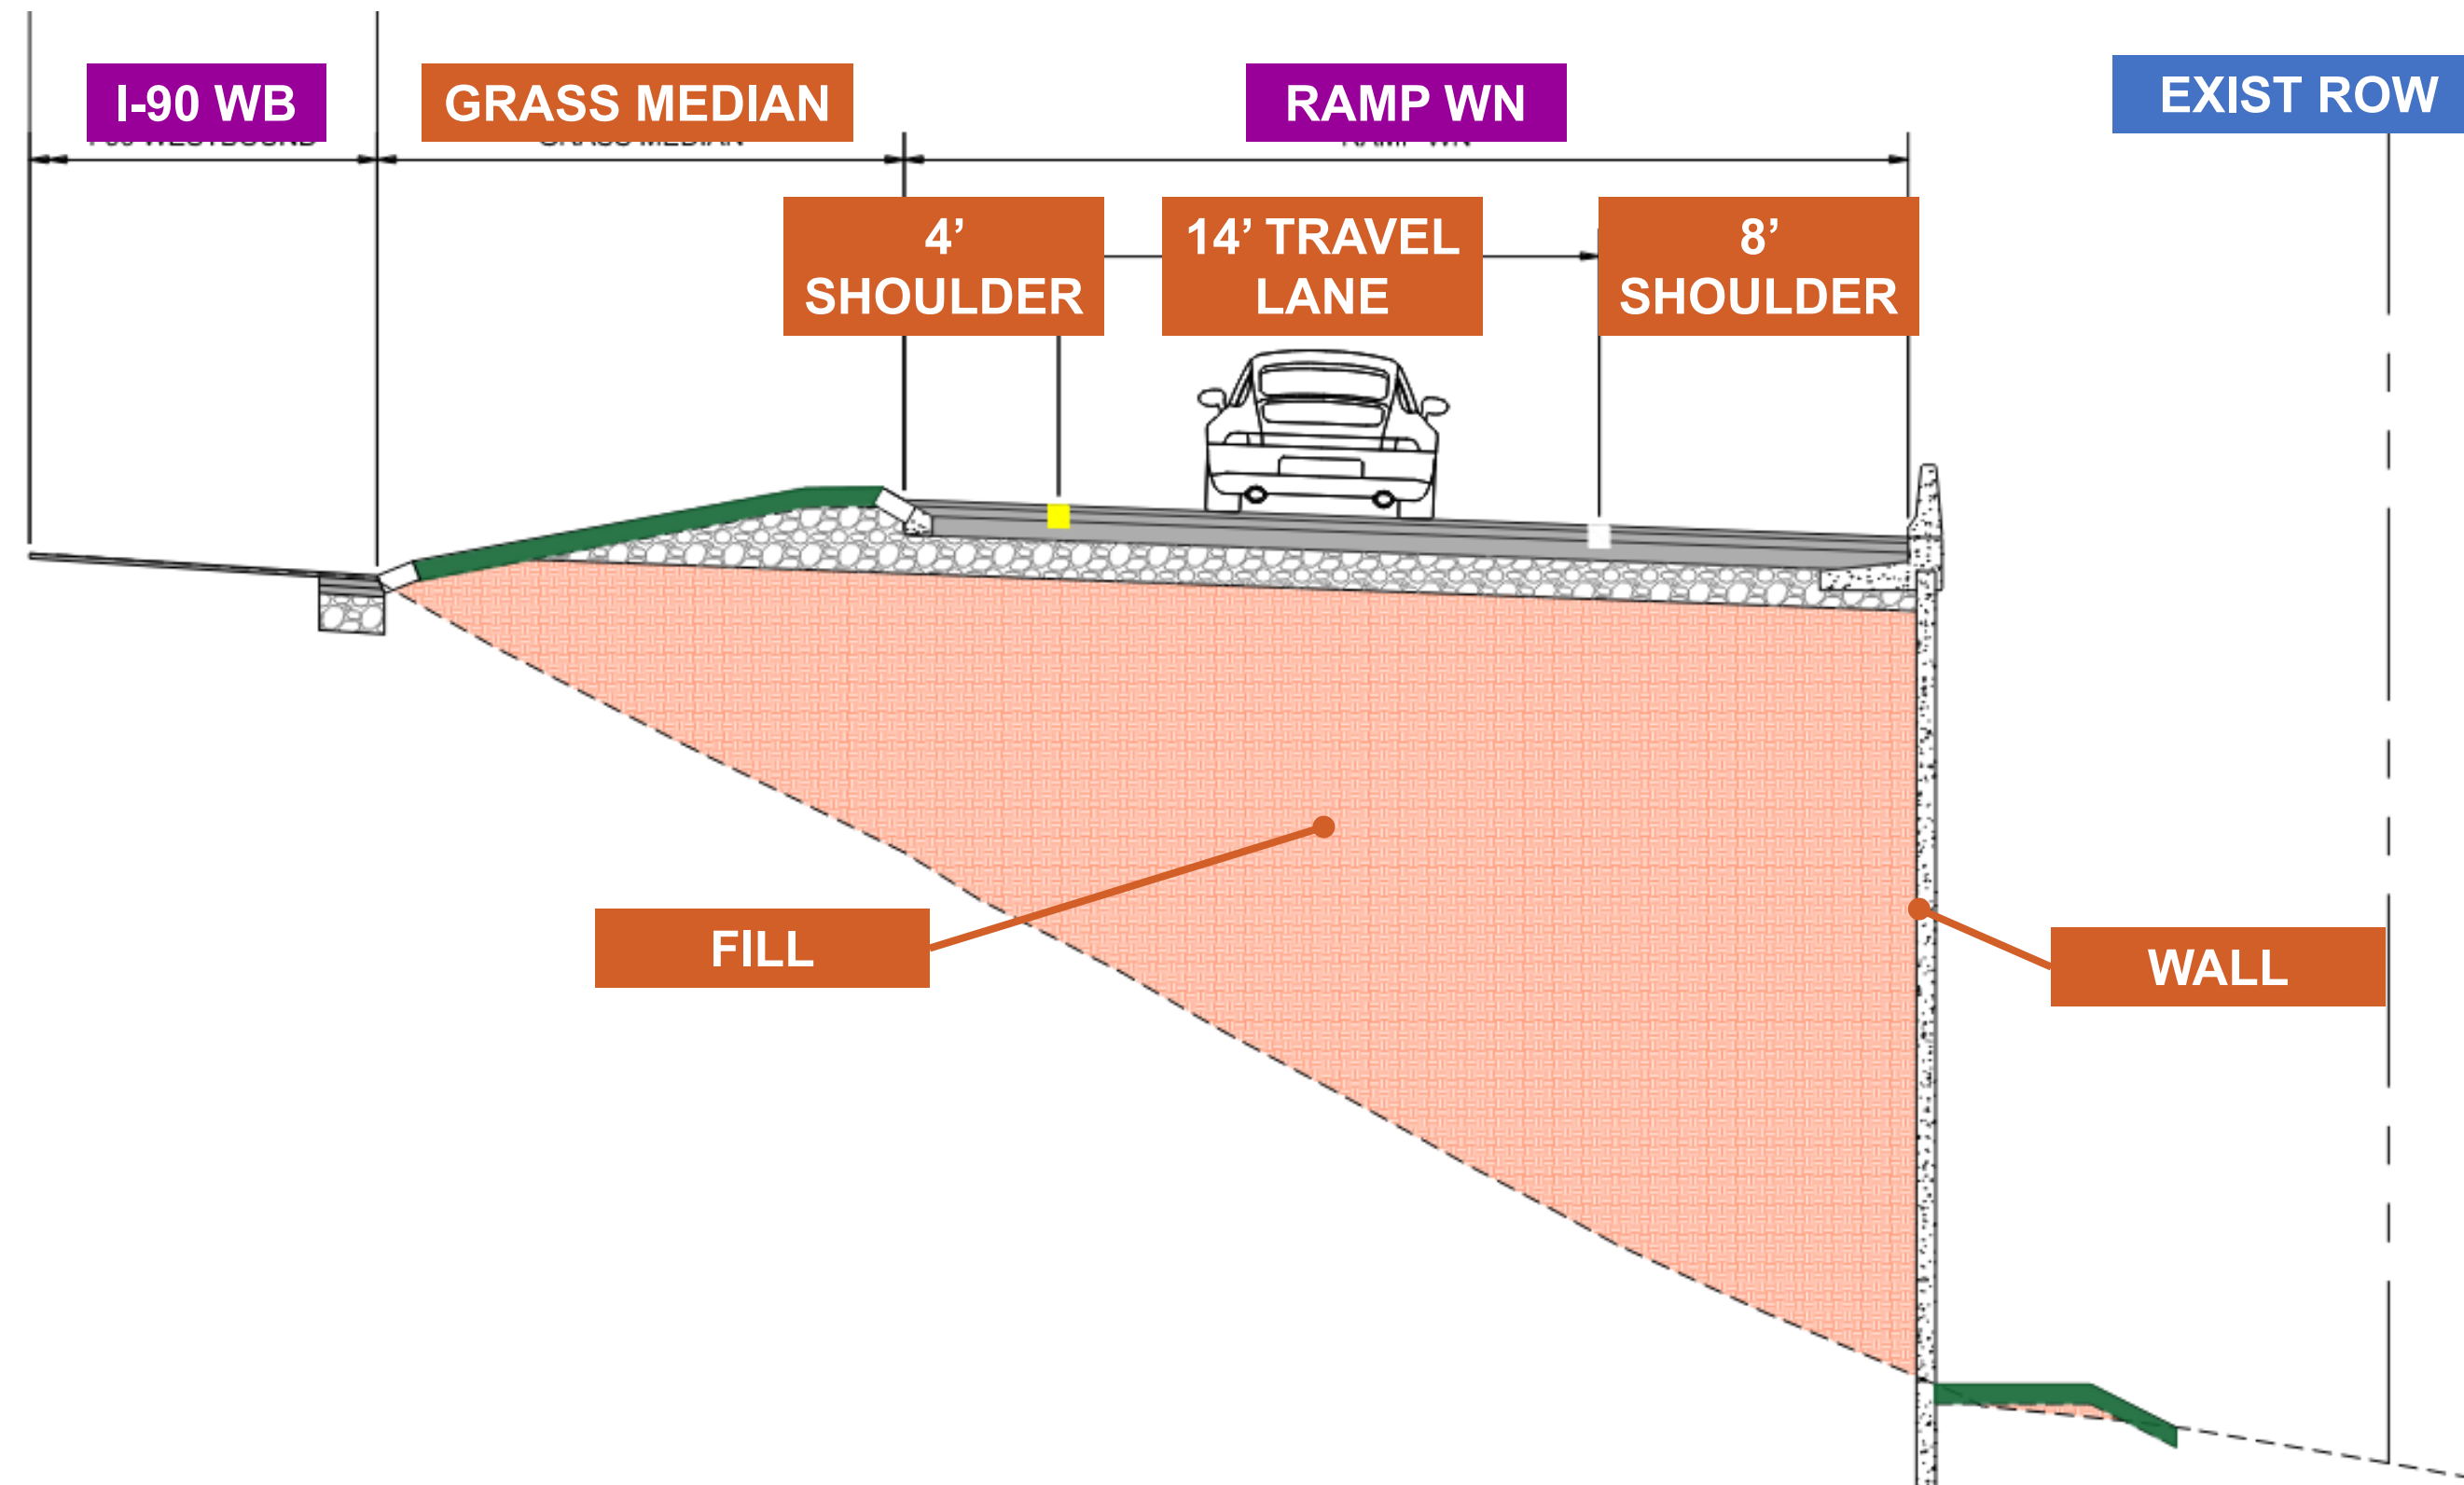 I-90 WB
GRASS MEDIAN
RAMP WN
EXIST ROW
4’
SHOULDER
14’ TRAVEL
LANE
8’
SHOULDER
FILL
WALL